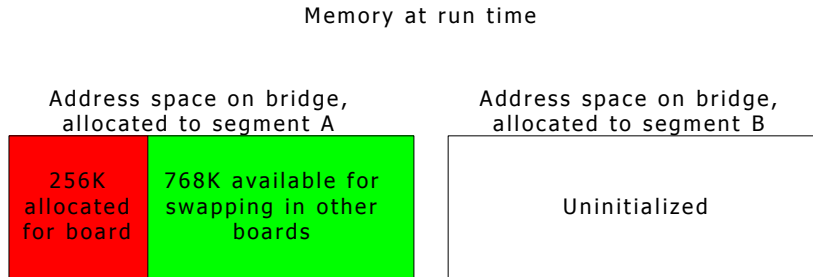 Memory at run time
Address space on bridge,
allocated to segment A
Address space on bridge,
allocated to segment B
256K
allocated
for board
768K available for
swapping in other
boards
Uninitialized